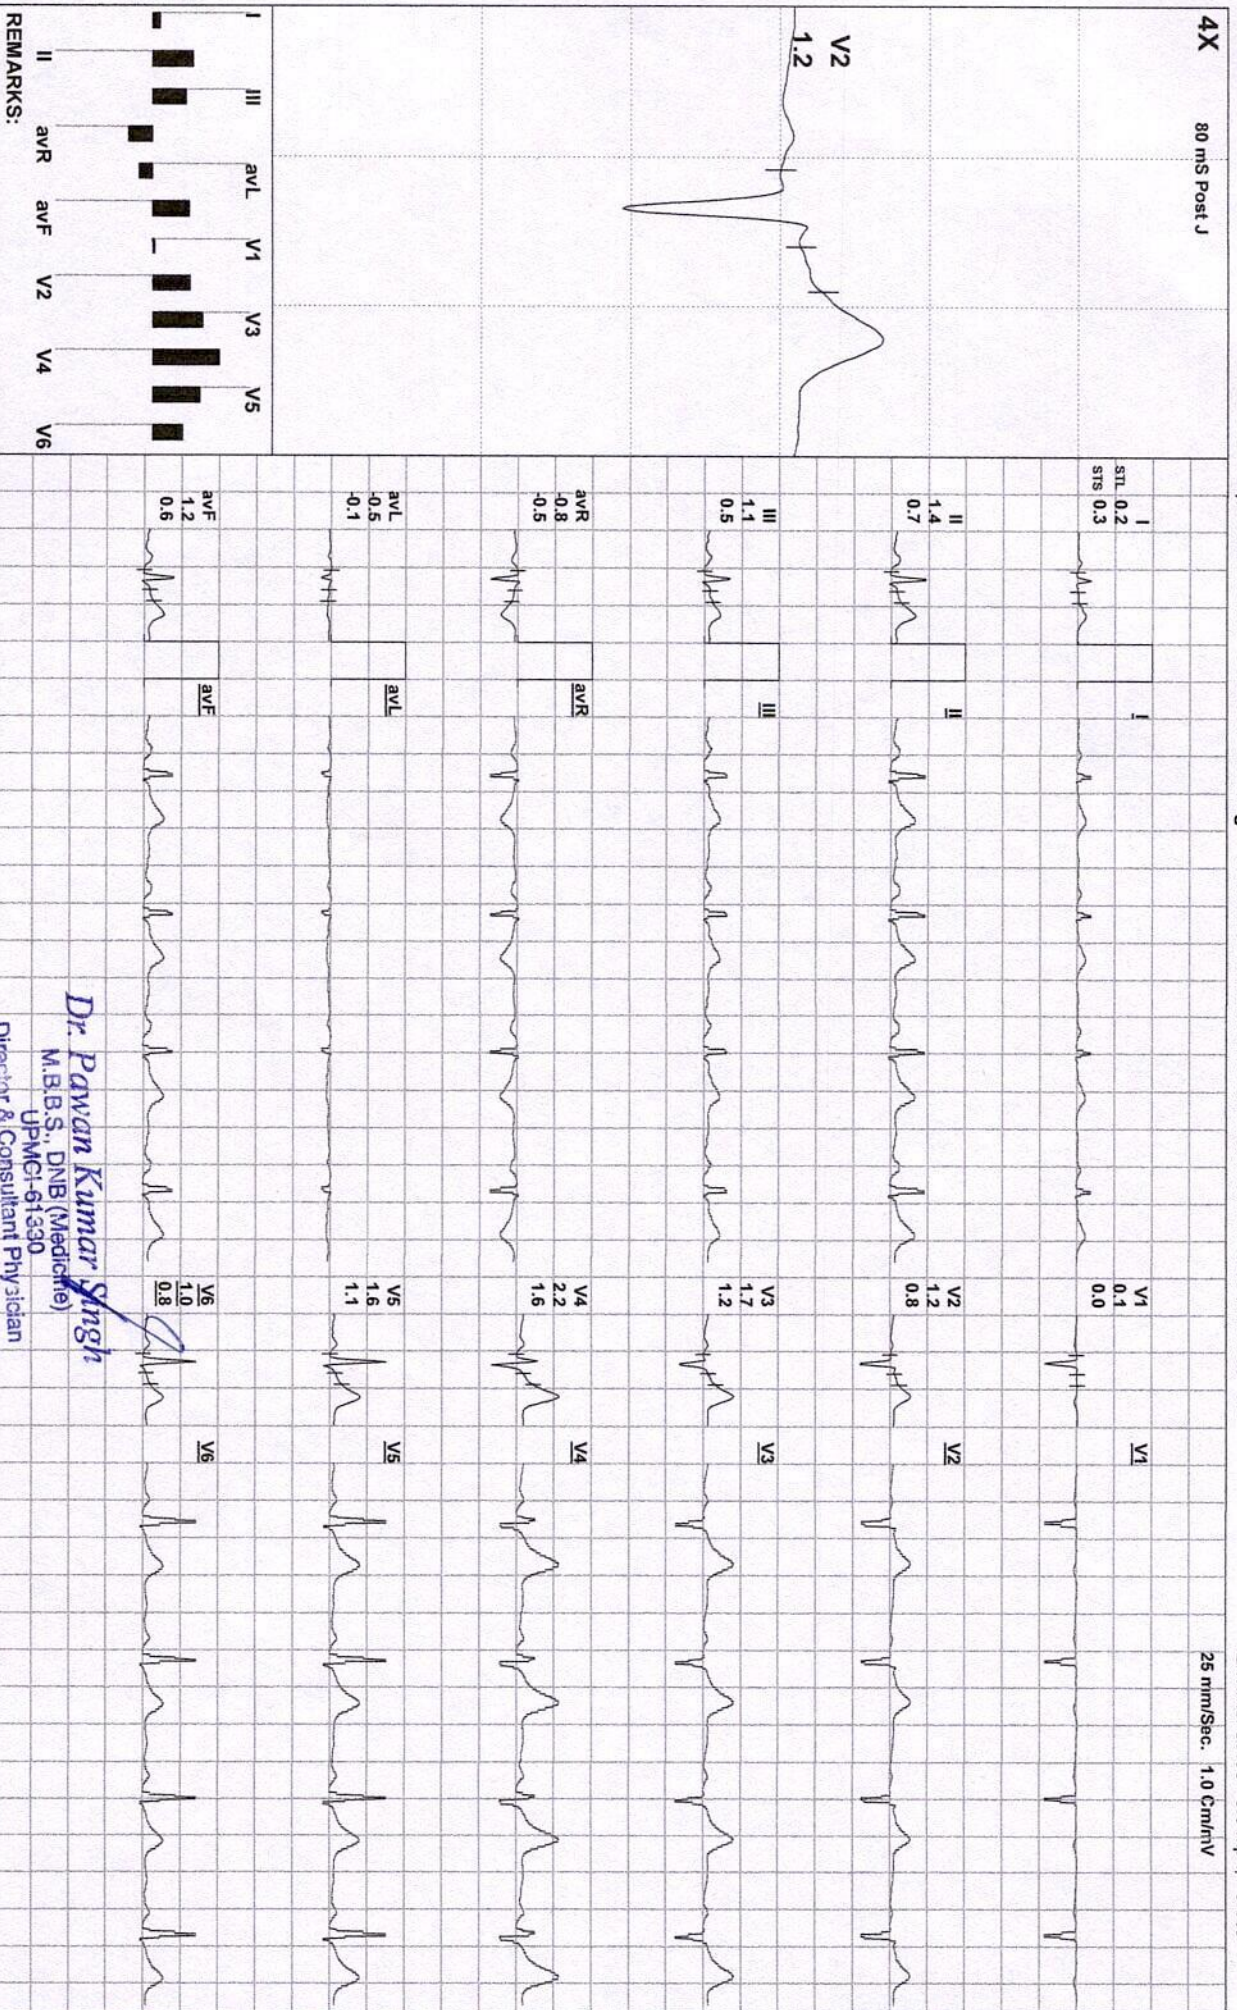 4X
80 mS Post J
25 mm/Sec. 1.0 Cm/mV
V2
1.2
I
STL 0.2
STS 0.3
I
V1
0.1
0.0
V1
II
1.4
0.7
II
V2
1.2
0.8
V2
III
1.1
0.5
III
V3
1.7
1.2
V3
avR
-0.8
-0.5
avR
V4
2.2
1.6
V4
avL
-0.5
-0.1
avL
V5
1.6
1.1
V5
avF
1.2
0.6
avF
V6
1.0
0.8
V6
I III avL V1 V3 V5
II avR avF V2 V4 V6
REMARKS:
Dr. Pawan Kumar Singh
M.B.B.S., DNB (Medicine)
UPMCI-61330
Director & Consultant Physician